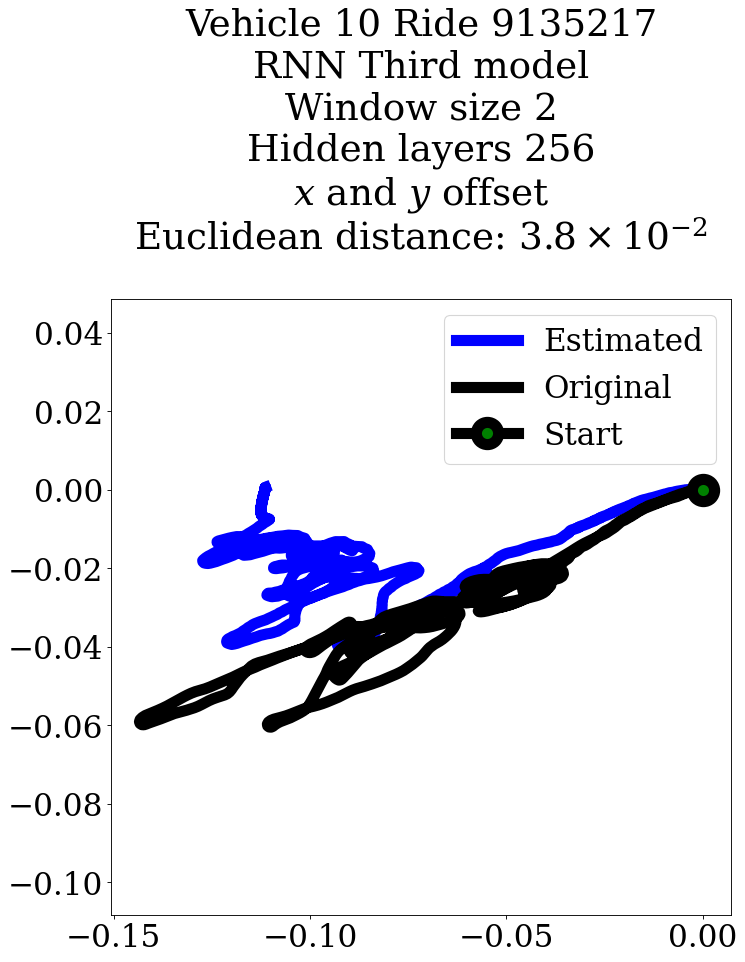 Vehicle 10 Ride 9135217
RNN Third model
Window size 2
Hidden layers 256
x and y offset
Euclidean distance: 3.8 × 10⁻²
Estimated
Original
Start
0.04
0.02
0.00
−0.02
−0.04
−0.06
−0.08
−0.10
−0.15 −0.10 −0.05 0.00